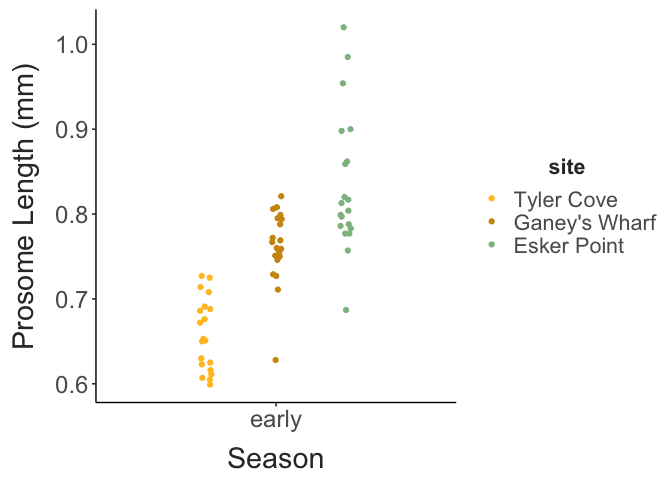 Prosome Length (mm)
1.0
0.9
0.8
0.7
0.6
early
Season
site
Tyler Cove
Ganey's Wharf
Esker Point